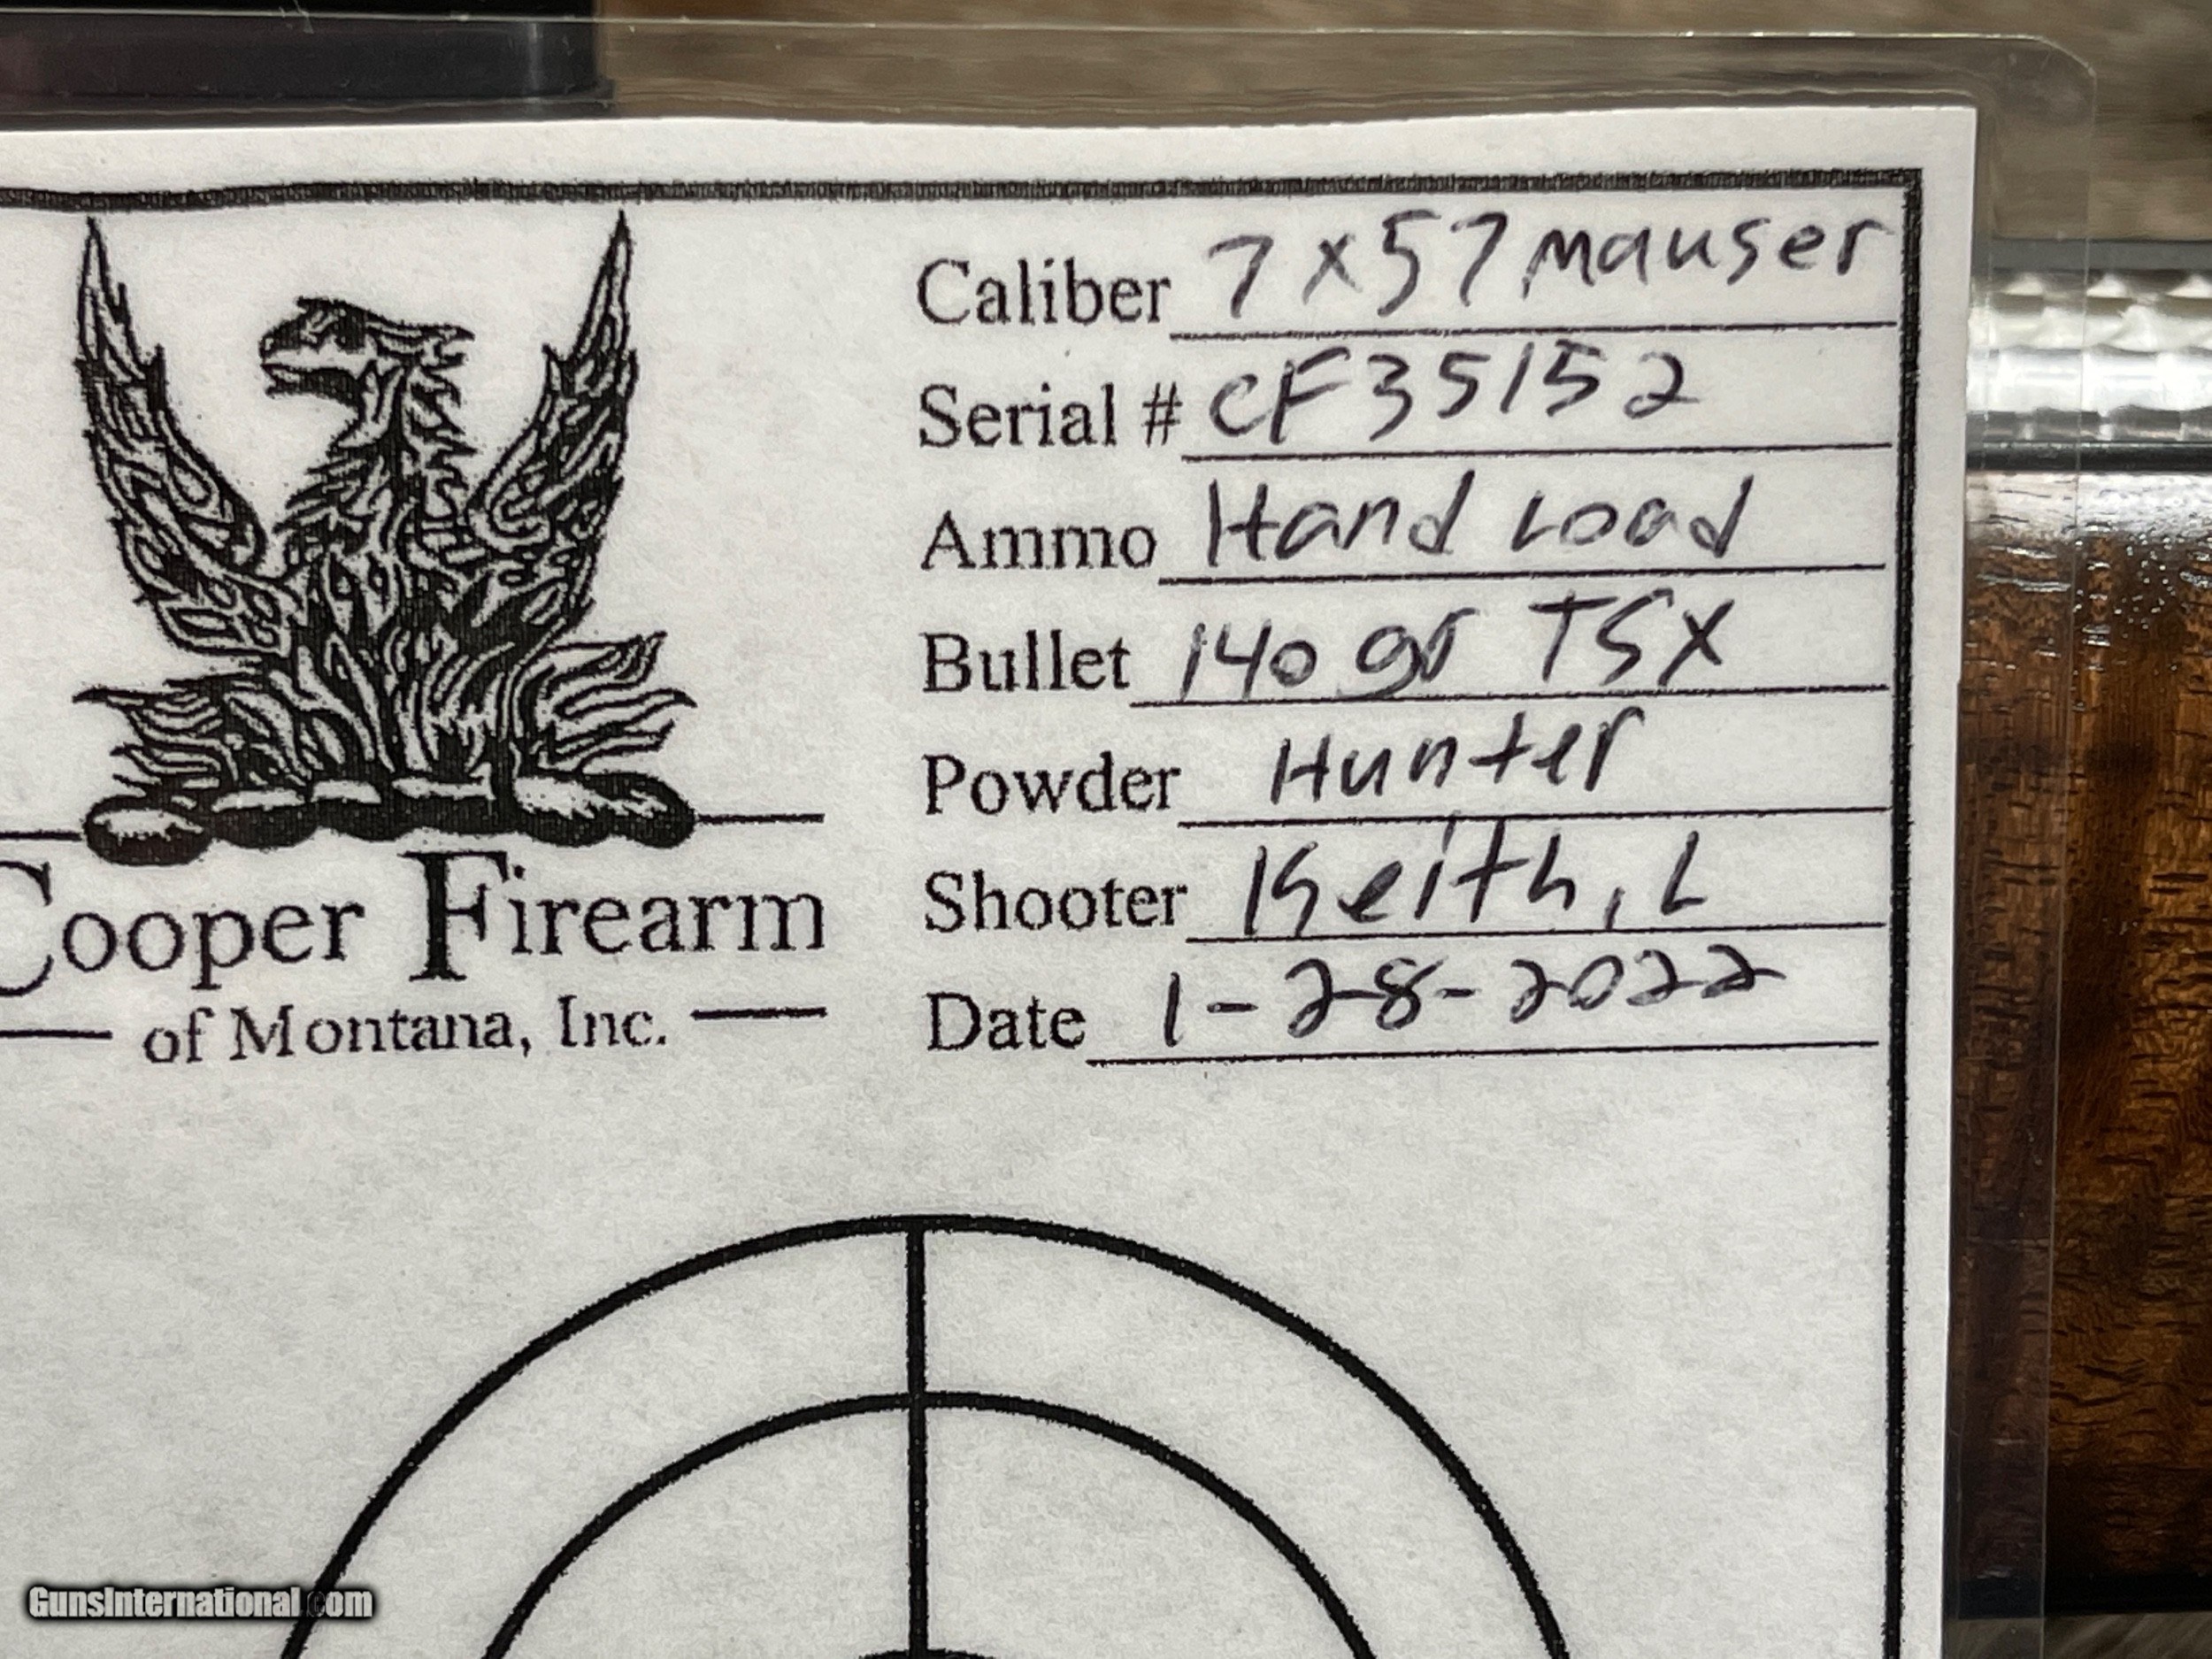 Caliber 7x57 mauser
Serial # CF35152
Ammo Hand Load
Bullet 140 gr TSX
Powder Hunter
Shooter Keith, L
Date 1-28-2022
Cooper Firearm
of Montana, Inc.
GunsInternational.com